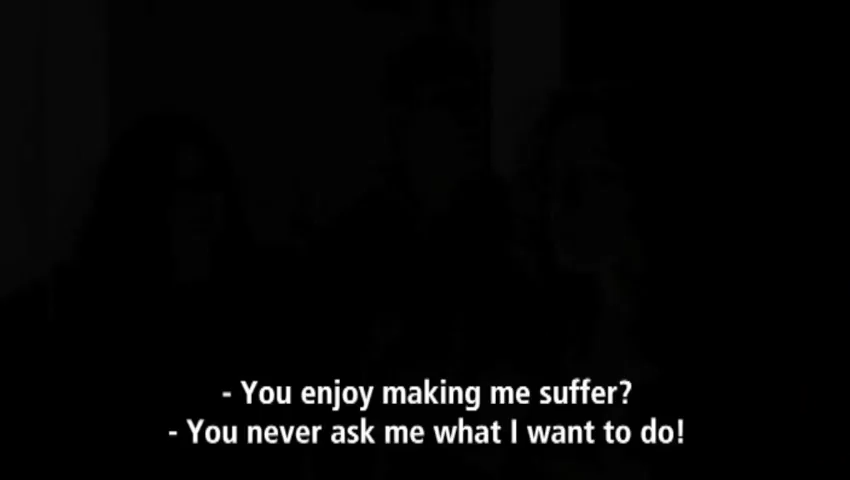 - You enjoy making me suffer?
- You never ask me what I want to do!